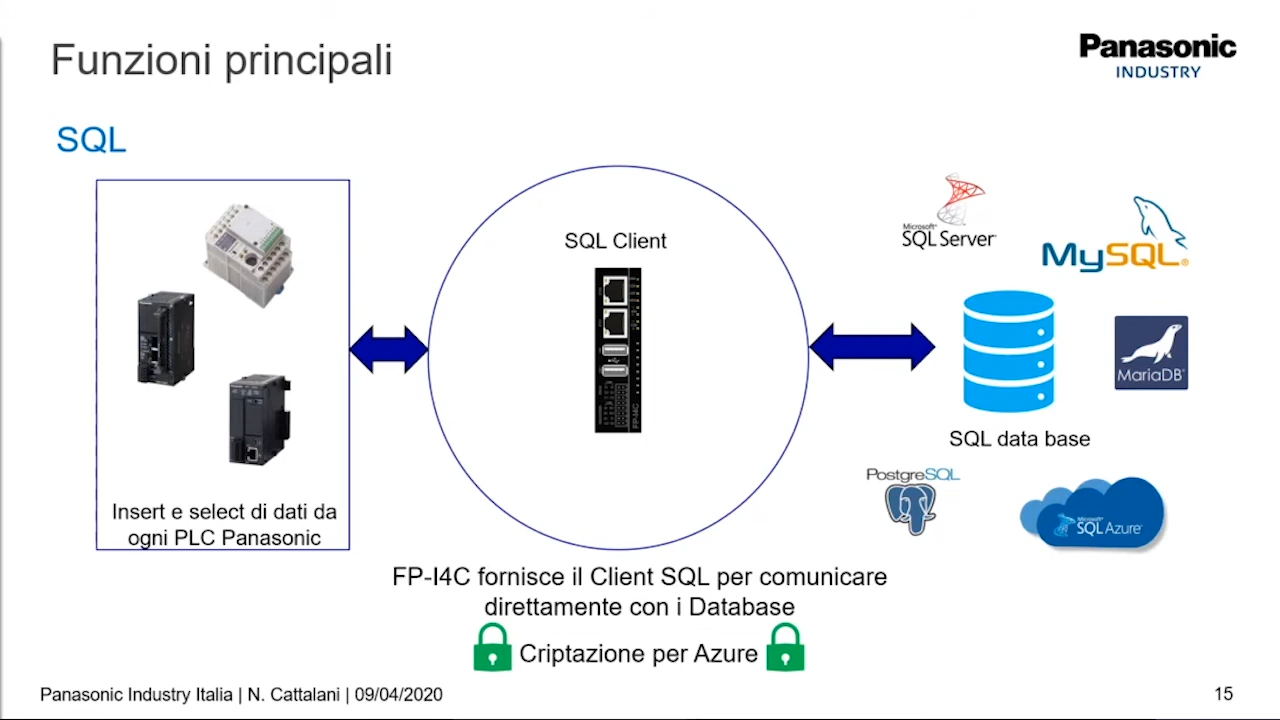 Funzioni principali
Panasonic
INDUSTRY
SQL
SQL Client
FP-I4C
Insert e select di dati da
ogni PLC Panasonic
Microsoft
SQL Server
MySQL®
MariaDB
SQL data base
PostgreSQL
Microsoft
SQL Azure
FP-I4C fornisce il Client SQL per comunicare
direttamente con i Database
Criptazione per Azure
Panasonic Industry Italia | N. Cattalani | 09/04/2020
15